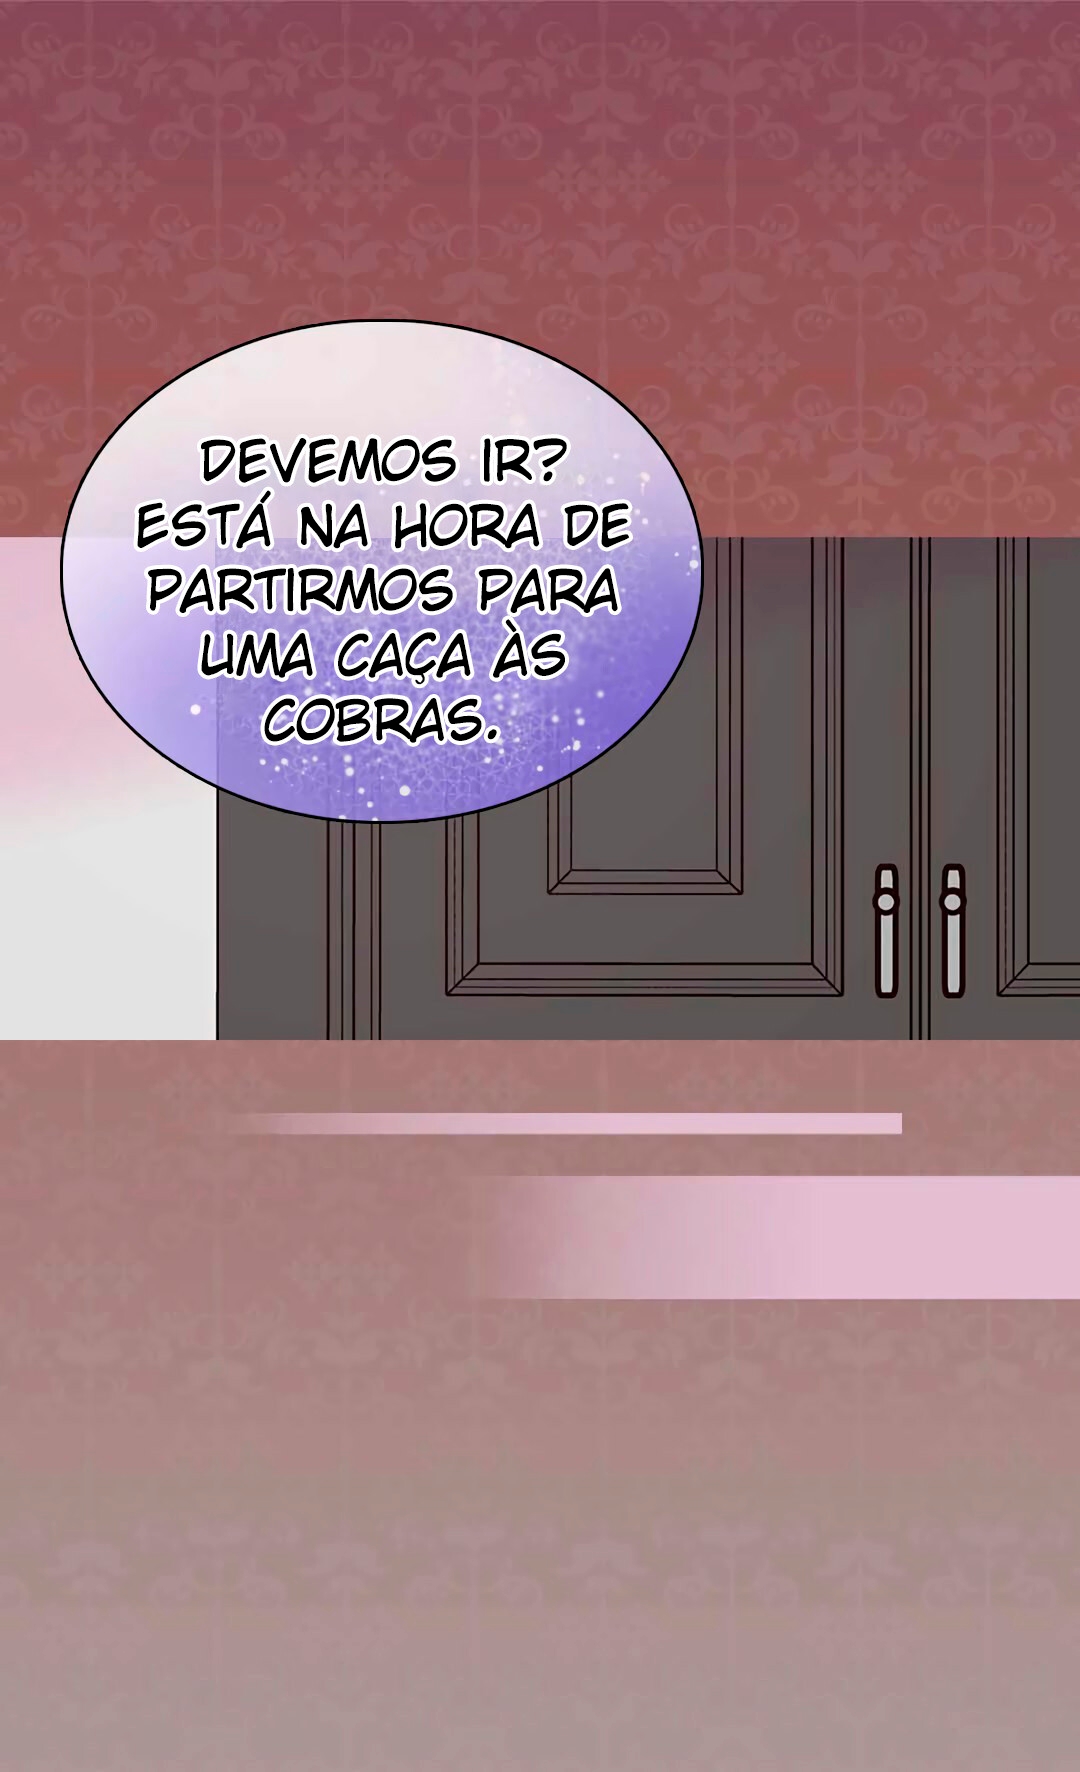 DEVEMOS IR?
ESTÁ NA HORA DE
PARTIRMOS PARA
UMA CAÇA ÀS
COBRAS.